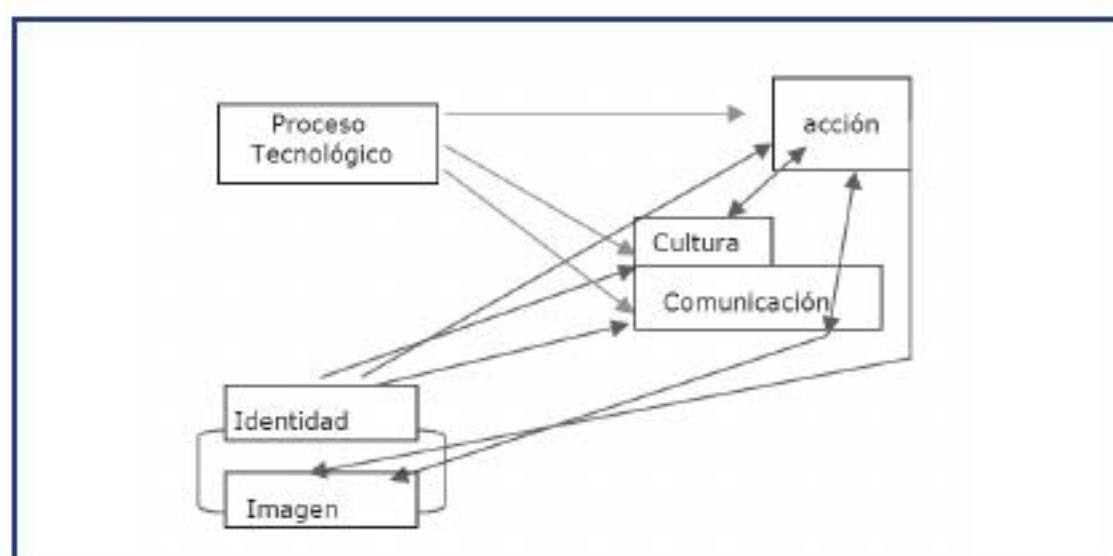 Proceso
Tecnológico
acción
Cultura
Comunicación
Identidad
Imagen